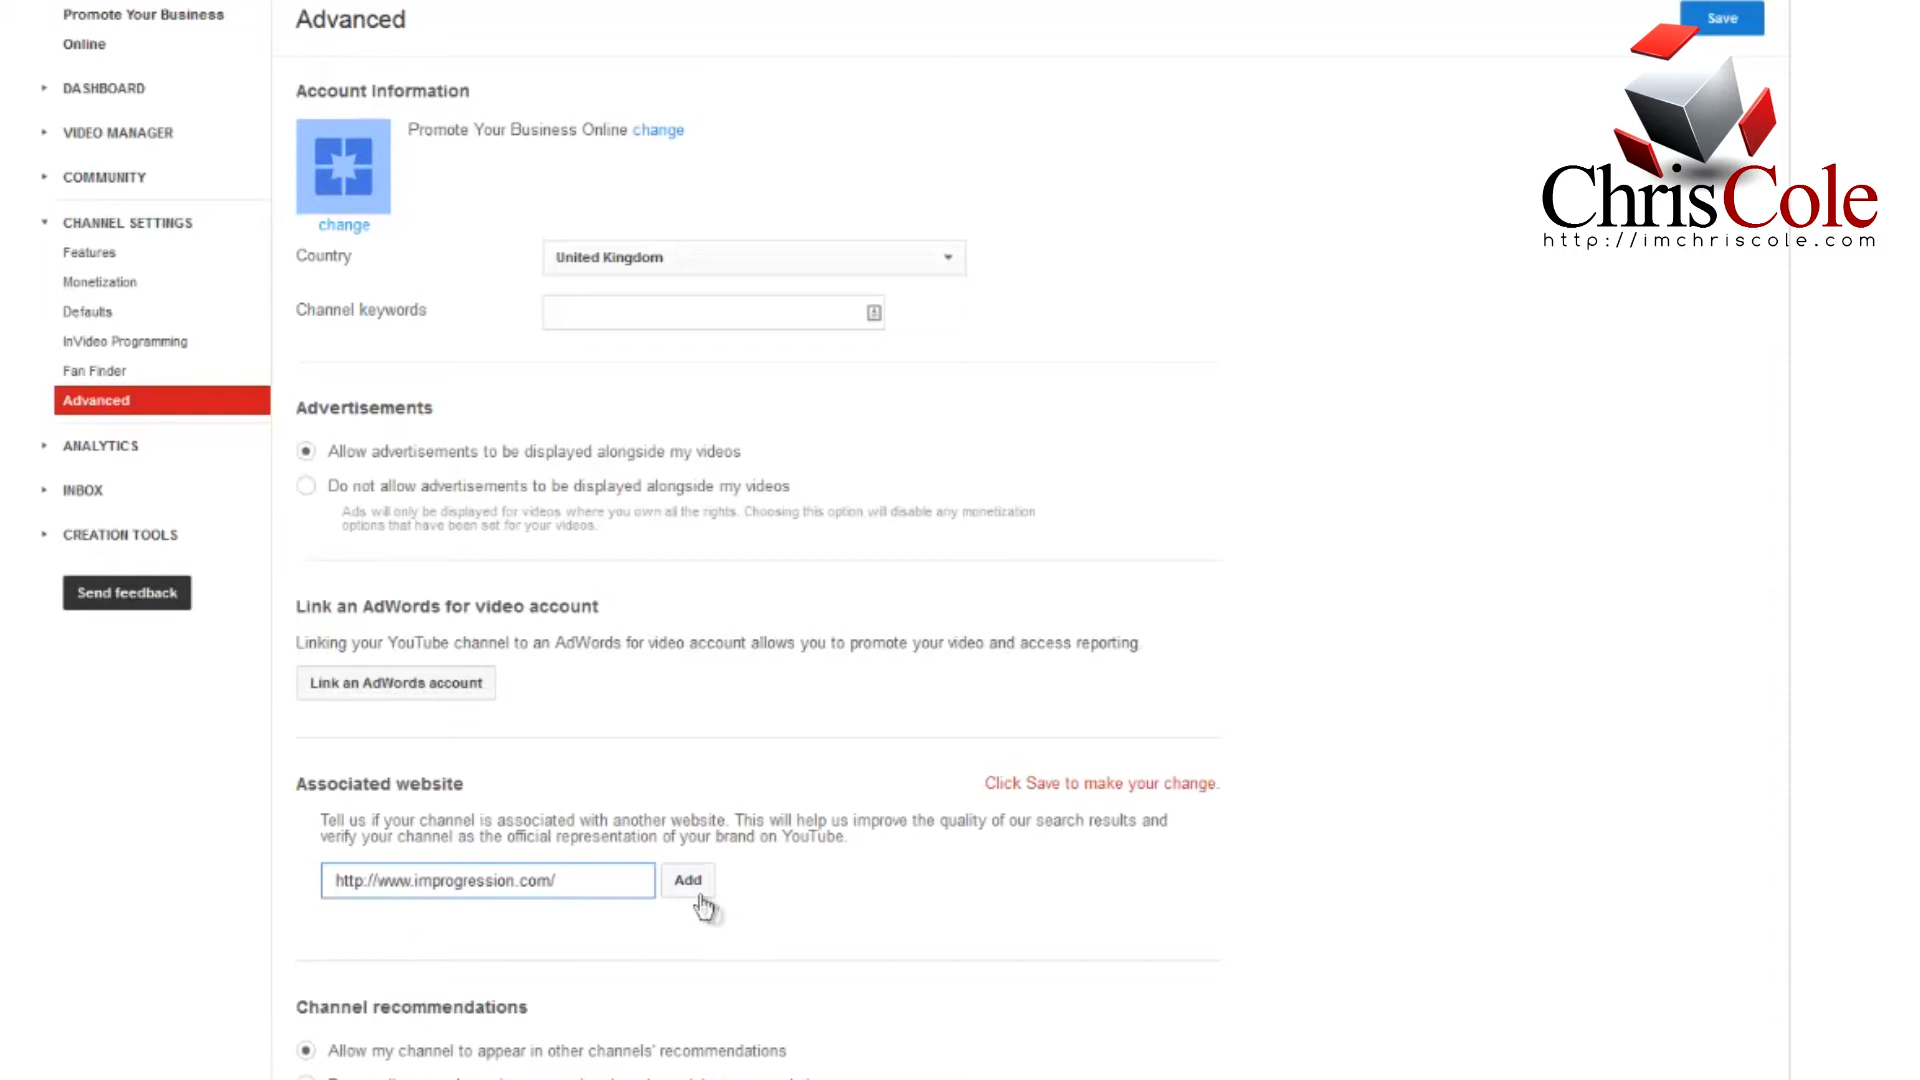 Promote Your Business
Online
DASHBOARD
VIDEO MANAGER
COMMUNITY
CHANNEL SETTINGS
Features
Monetization
Defaults
InVideo Programming
Fan Finder
Advanced
ANALYTICS
INBOX
CREATION TOOLS
Send feedback
Advanced
Save
ChrisCole
http://imchriscole.com
Account Information
Promote Your Business Online change
change
Country
United Kingdom
Channel keywords
Advertisements
Allow advertisements to be displayed alongside my videos
Do not allow advertisements to be displayed alongside my videos
Ads will only be displayed for videos where you own all the rights. Choosing this option will disable any monetization
options that have been set for your videos.
Link an AdWords for video account
Linking your YouTube channel to an AdWords for video account allows you to promote your video and access reporting.
Link an AdWords account
Associated website
Click Save to make your change.
Tell us if your channel is associated with another website. This will help us improve the quality of our search results and
verify your channel as the official representation of your brand on YouTube.
http://www.improgression.com/
Add
Channel recommendations
Allow my channel to appear in other channels' recommendations